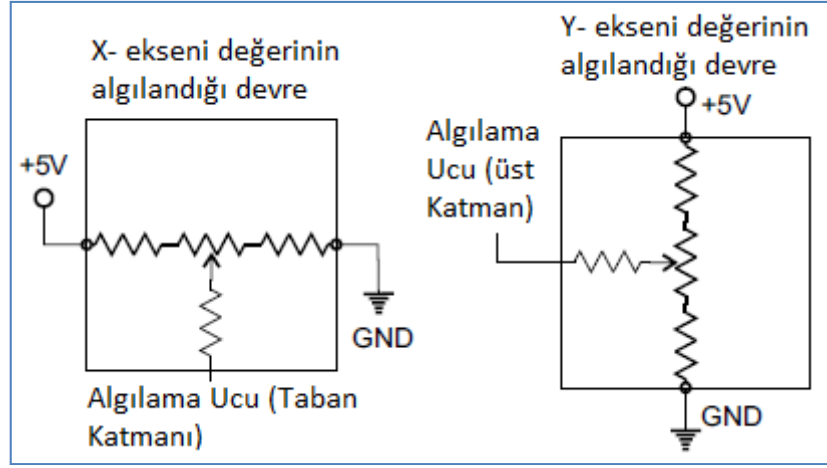 X- ekseni değerinin
algılandığı devre
+5V
GND
Algılama Ucu (Taban
Katmanı)
Y- ekseni değerinin
algılandığı devre
+5V
Algılama
Ucu (üst
Katman)
GND